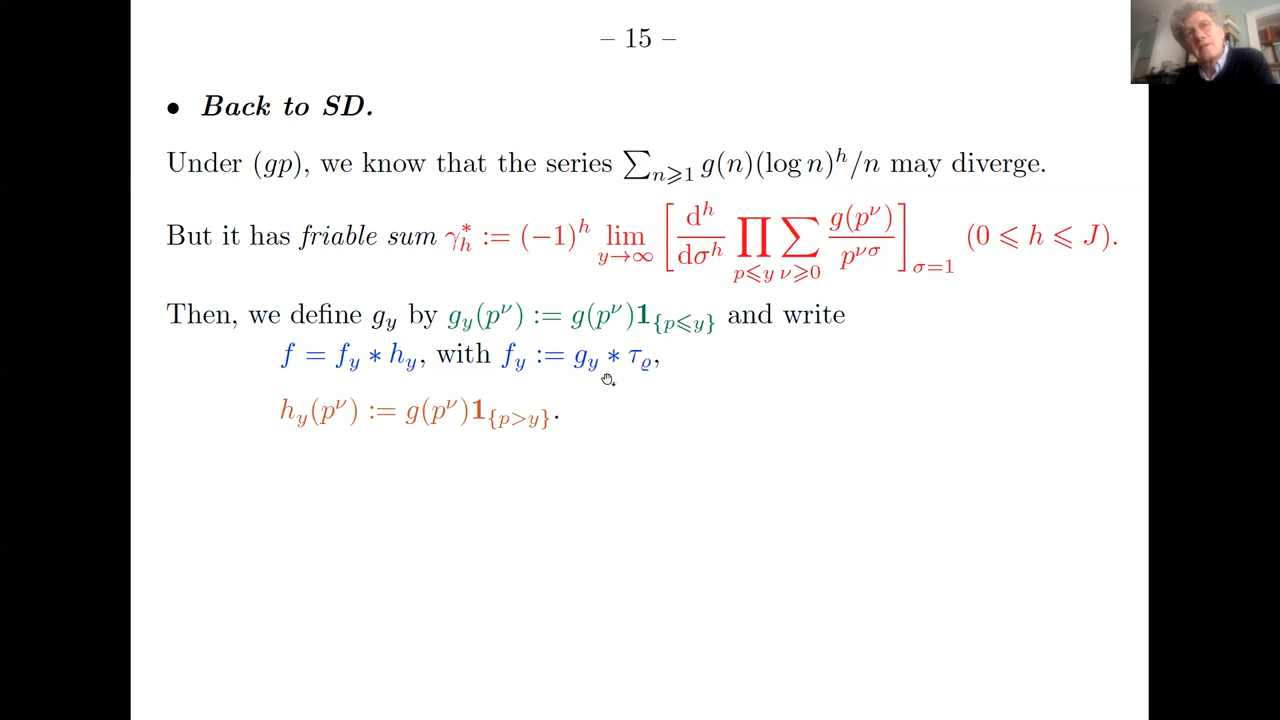 – 15 –
• Back to SD.
Under (gp), we know that the series ∑_{n⩾1} g(n)(log n)^h/n may diverge.
But it has friable sum γ_h^* := (−1)^h lim_{y→∞} [ d^h/dσ^h ∏_{p⩽y} ∑_{ν⩾0} g(p^ν)/p^{νσ} ]_{σ=1} (0 ⩽ h ⩽ J).
Then, we define g_y by g_y(p^ν) := g(p^ν)𝟏_{{p⩽y}} and write
f = f_y ∗ h_y, with f_y := g_y ∗ τ_ϱ,
h_y(p^ν) := g(p^ν)𝟏_{{p>y}}.